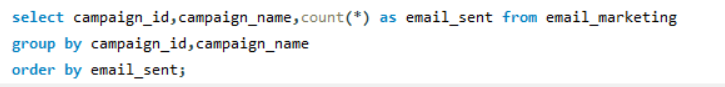 select campaign_id,campaign_name,count(*) as email_sent from email_marketing
group by campaign_id,campaign_name
order by email_sent;